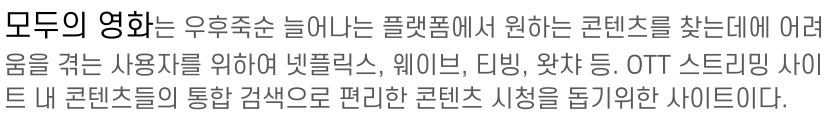 모두의 영화는 우후죽순 늘어나는 플랫폼에서 원하는 콘텐츠를 찾는데에 어려
움을 겪는 사용자를 위하여 넷플릭스, 웨이브, 티빙, 왓챠 등. OTT 스트리밍 사이
트 내 콘텐츠들의 통합 검색으로 편리한 콘텐츠 시청을 돕기위한 사이트이다.